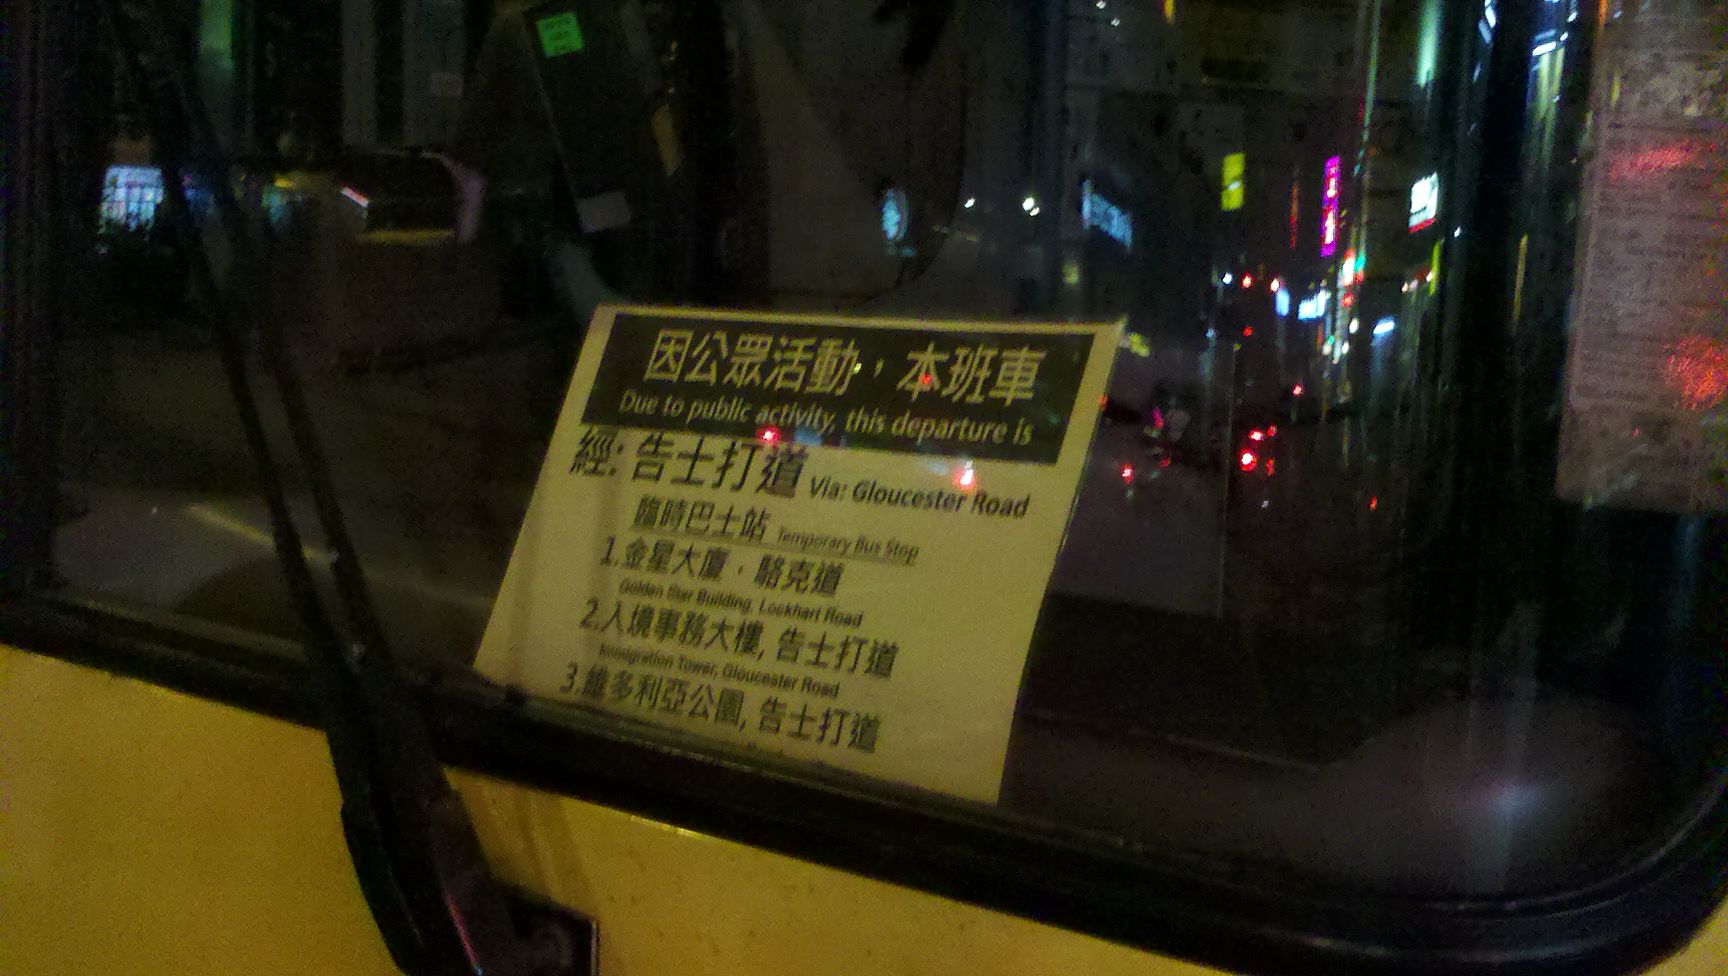 因公眾活動，本班車
Due to public activity, this departure is
經: 告士打道 Via: Gloucester Road
臨時巴士站 Temporary Bus Stop
1.金星大廈，駱克道
Golden Star Building, Lockhart Road
2.入境事務大樓, 告士打道
Immigration Tower, Gloucester Road
3.維多利亞公園, 告士打道